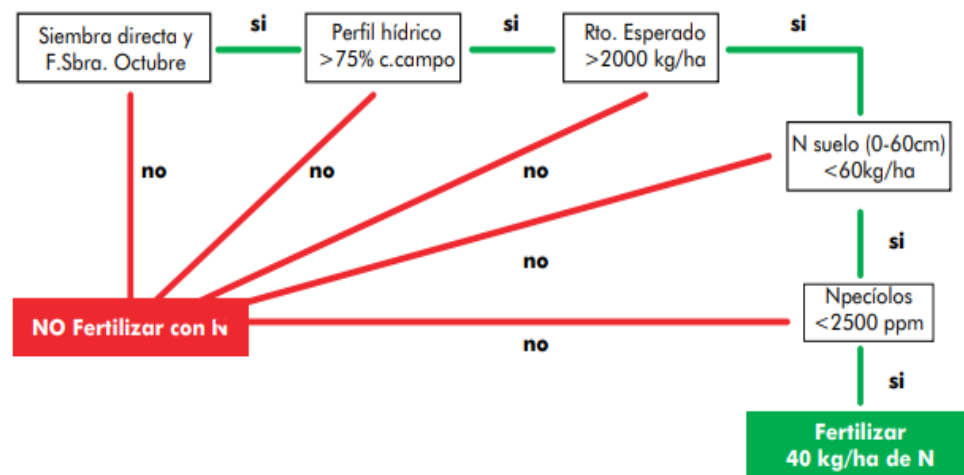 Siembra directa y
F.Sbra. Octubre
si
Perfil hídrico
>75% c.campo
si
Rto. Esperado
>2000 kg/ha
si
no
no
no
N suelo (0-60cm)
<60kg/ha
no
si
NO Fertilizar con N
no
Npecíolos
<2500 ppm
si
Fertilizar
40 kg/ha de N